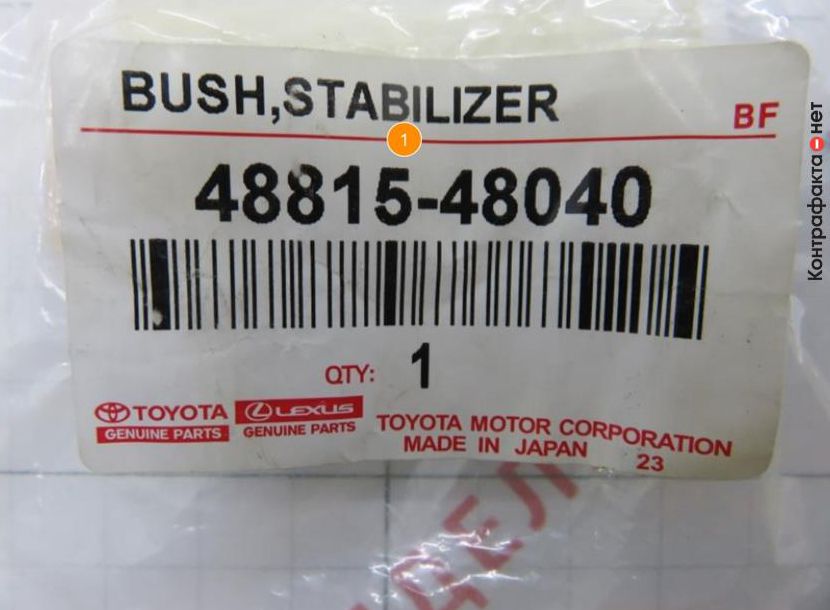 BUSH,STABILIZER
BF
1
48815-48040
QTY: 1
TOYOTA
GENUINE PARTS
LEXUS
GENUINE PARTS
TOYOTA MOTOR CORPORATION
MADE IN JAPAN 23
Контрафакта нет